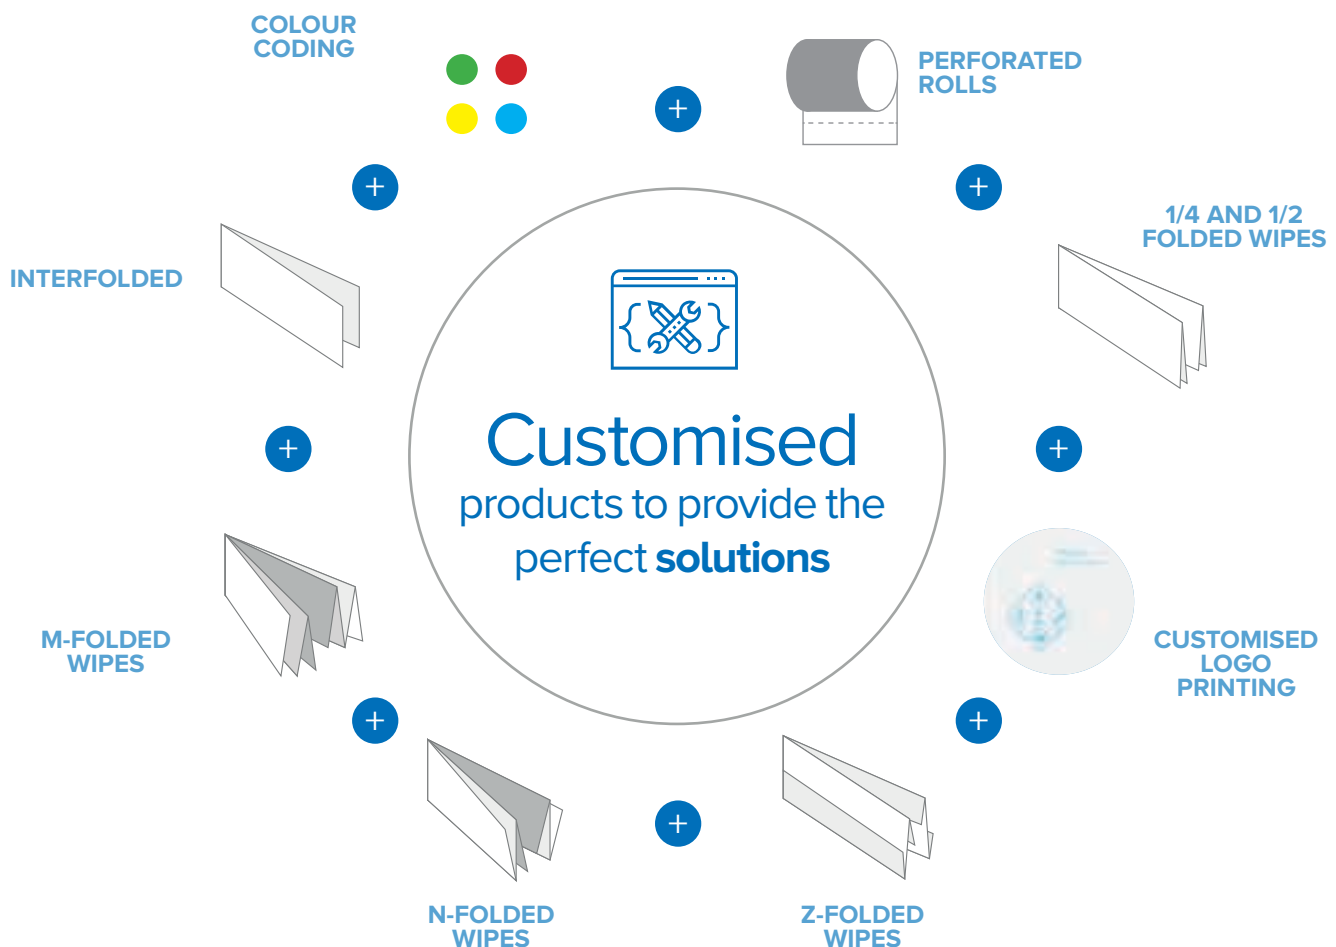 COLOUR
CODING
PERFORATED
ROLLS
1/4 AND 1/2
FOLDED WIPES
INTERFOLDED
Customised
products to provide the
perfect solutions
M-FOLDED
WIPES
CUSTOMISED
LOGO
PRINTING
N-FOLDED
WIPES
Z-FOLDED
WIPES